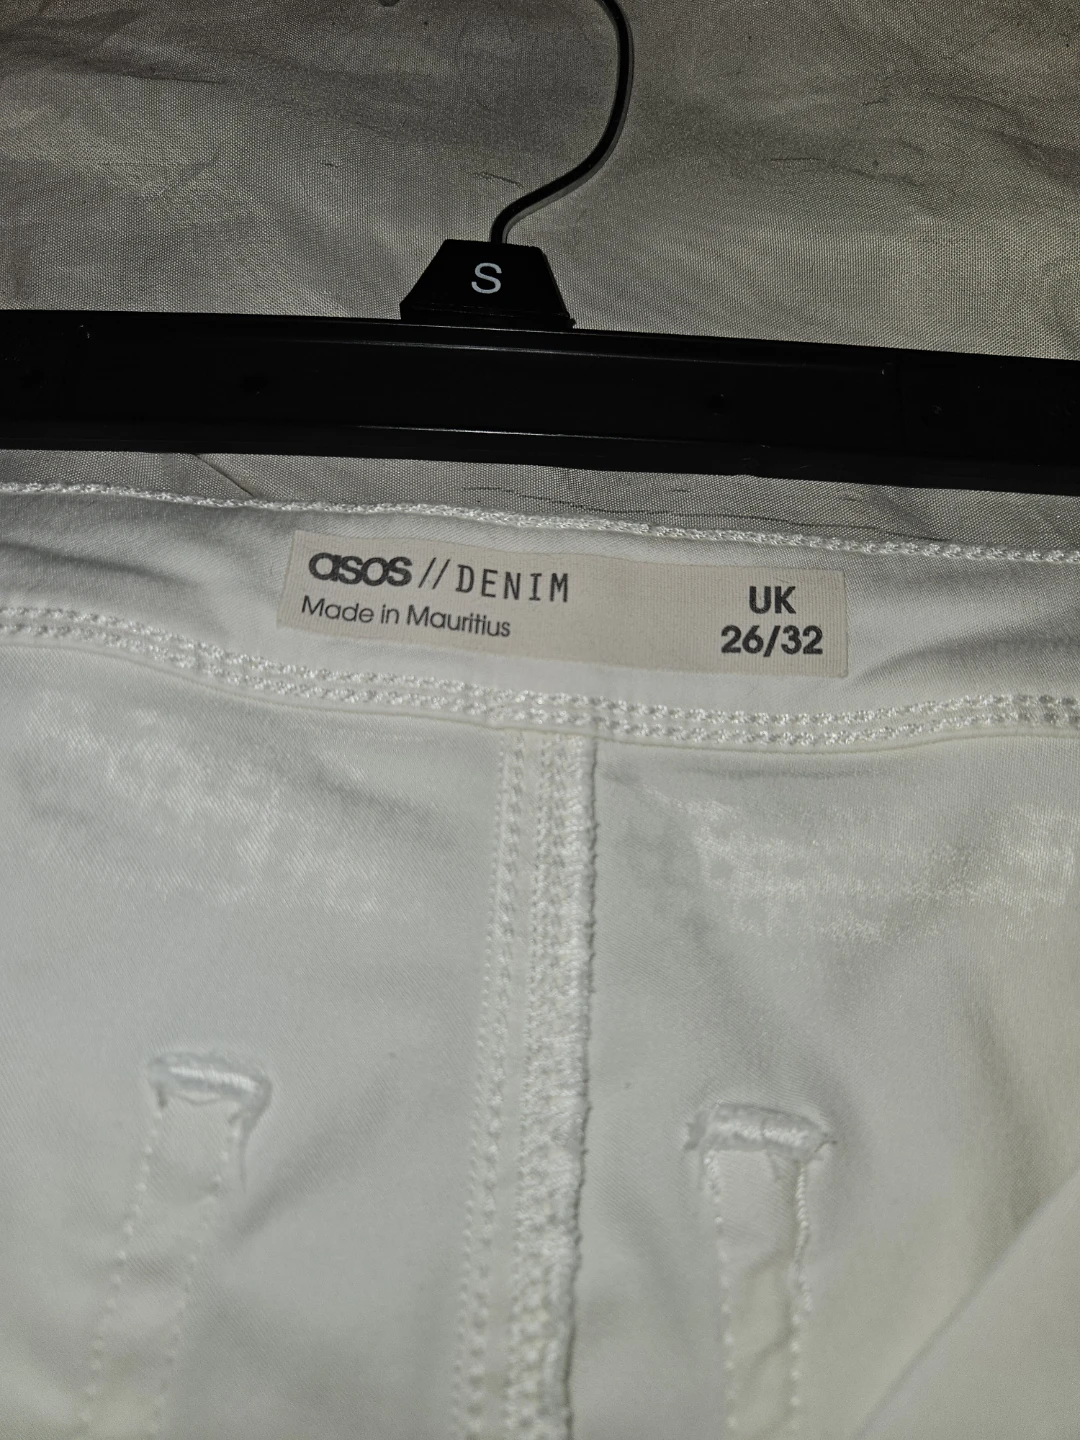 S
asos // DENIM
Made in Mauritius
UK
26/32